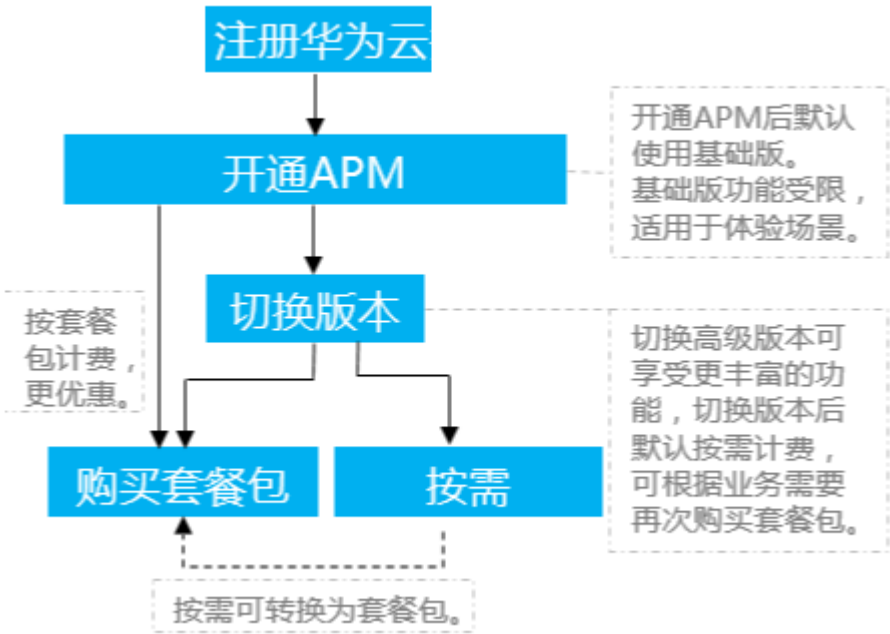 注册华为云
开通APM
开通APM后默认
使用基础版。
基础版功能受限，
适用于体验场景。
切换版本
按套餐
包计费，
更优惠。
切换高级版本可
享受更丰富的功
能，切换版本后
默认按需计费，
可根据业务需要
再次购买套餐包。
购买套餐包
按需
按需可转换为套餐包。